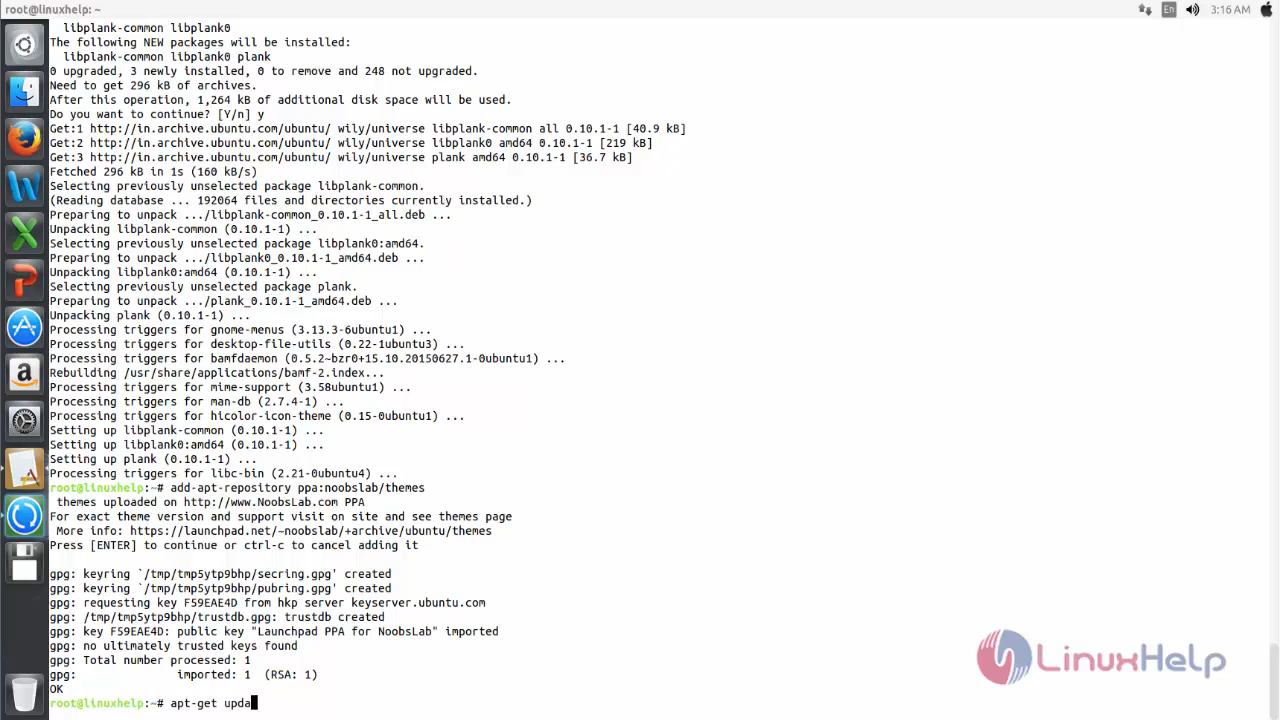 root@linuxhelp: ~
En
3:16 AM
libplank-common libplank0
The following NEW packages will be installed:
libplank-common libplank0 plank
0 upgraded, 3 newly installed, 0 to remove and 248 not upgraded.
Need to get 296 kB of archives.
After this operation, 1,264 kB of additional disk space will be used.
Do you want to continue? [Y/n] y
Get:1 http://in.archive.ubuntu.com/ubuntu/ wily/universe libplank-common all 0.10.1-1 [40.9 kB]
Get:2 http://in.archive.ubuntu.com/ubuntu/ wily/universe libplank0 amd64 0.10.1-1 [219 kB]
Get:3 http://in.archive.ubuntu.com/ubuntu/ wily/universe plank amd64 0.10.1-1 [36.7 kB]
Fetched 296 kB in 1s (160 kB/s)
Selecting previously unselected package libplank-common.
(Reading database ... 192064 files and directories currently installed.)
Preparing to unpack .../libplank-common_0.10.1-1_all.deb ...
Unpacking libplank-common (0.10.1-1) ...
Selecting previously unselected package libplank0:amd64.
Preparing to unpack .../libplank0_0.10.1-1_amd64.deb ...
Unpacking libplank0:amd64 (0.10.1-1) ...
Selecting previously unselected package plank.
Preparing to unpack .../plank_0.10.1-1_amd64.deb ...
Unpacking plank (0.10.1-1) ...
Processing triggers for gnome-menus (3.13.3-6ubuntu1) ...
Processing triggers for desktop-file-utils (0.22-1ubuntu3) ...
Processing triggers for bamfdaemon (0.5.2~bzr0+15.10.20150627.1-0ubuntu1) ...
Rebuilding /usr/share/applications/bamf-2.index...
Processing triggers for mime-support (3.58ubuntu1) ...
Processing triggers for man-db (2.7.4-1) ...
Processing triggers for hicolor-icon-theme (0.15-0ubuntu1) ...
Setting up libplank-common (0.10.1-1) ...
Setting up libplank0:amd64 (0.10.1-1) ...
Setting up plank (0.10.1-1) ...
Processing triggers for libc-bin (2.21-0ubuntu4) ...
root@linuxhelp:~# add-apt-repository ppa:noobslab/themes
themes uploaded on http://www.NoobsLab.com PPA
For exact theme version and support visit on site and see themes page
More info: https://launchpad.net/~noobslab/+archive/ubuntu/themes
Press [ENTER] to continue or ctrl-c to cancel adding it
gpg: keyring `/tmp/tmp5ytp9bhp/secring.gpg' created
gpg: keyring `/tmp/tmp5ytp9bhp/pubring.gpg' created
gpg: requesting key F59EAE4D from hkp server keyserver.ubuntu.com
gpg: /tmp/tmp5ytp9bhp/trustdb.gpg: trustdb created
gpg: key F59EAE4D: public key "Launchpad PPA for NoobsLab" imported
gpg: no ultimately trusted keys found
gpg: Total number processed: 1
gpg: imported: 1 (RSA: 1)
OK
root@linuxhelp:~# apt-get upda
LinuxHelp